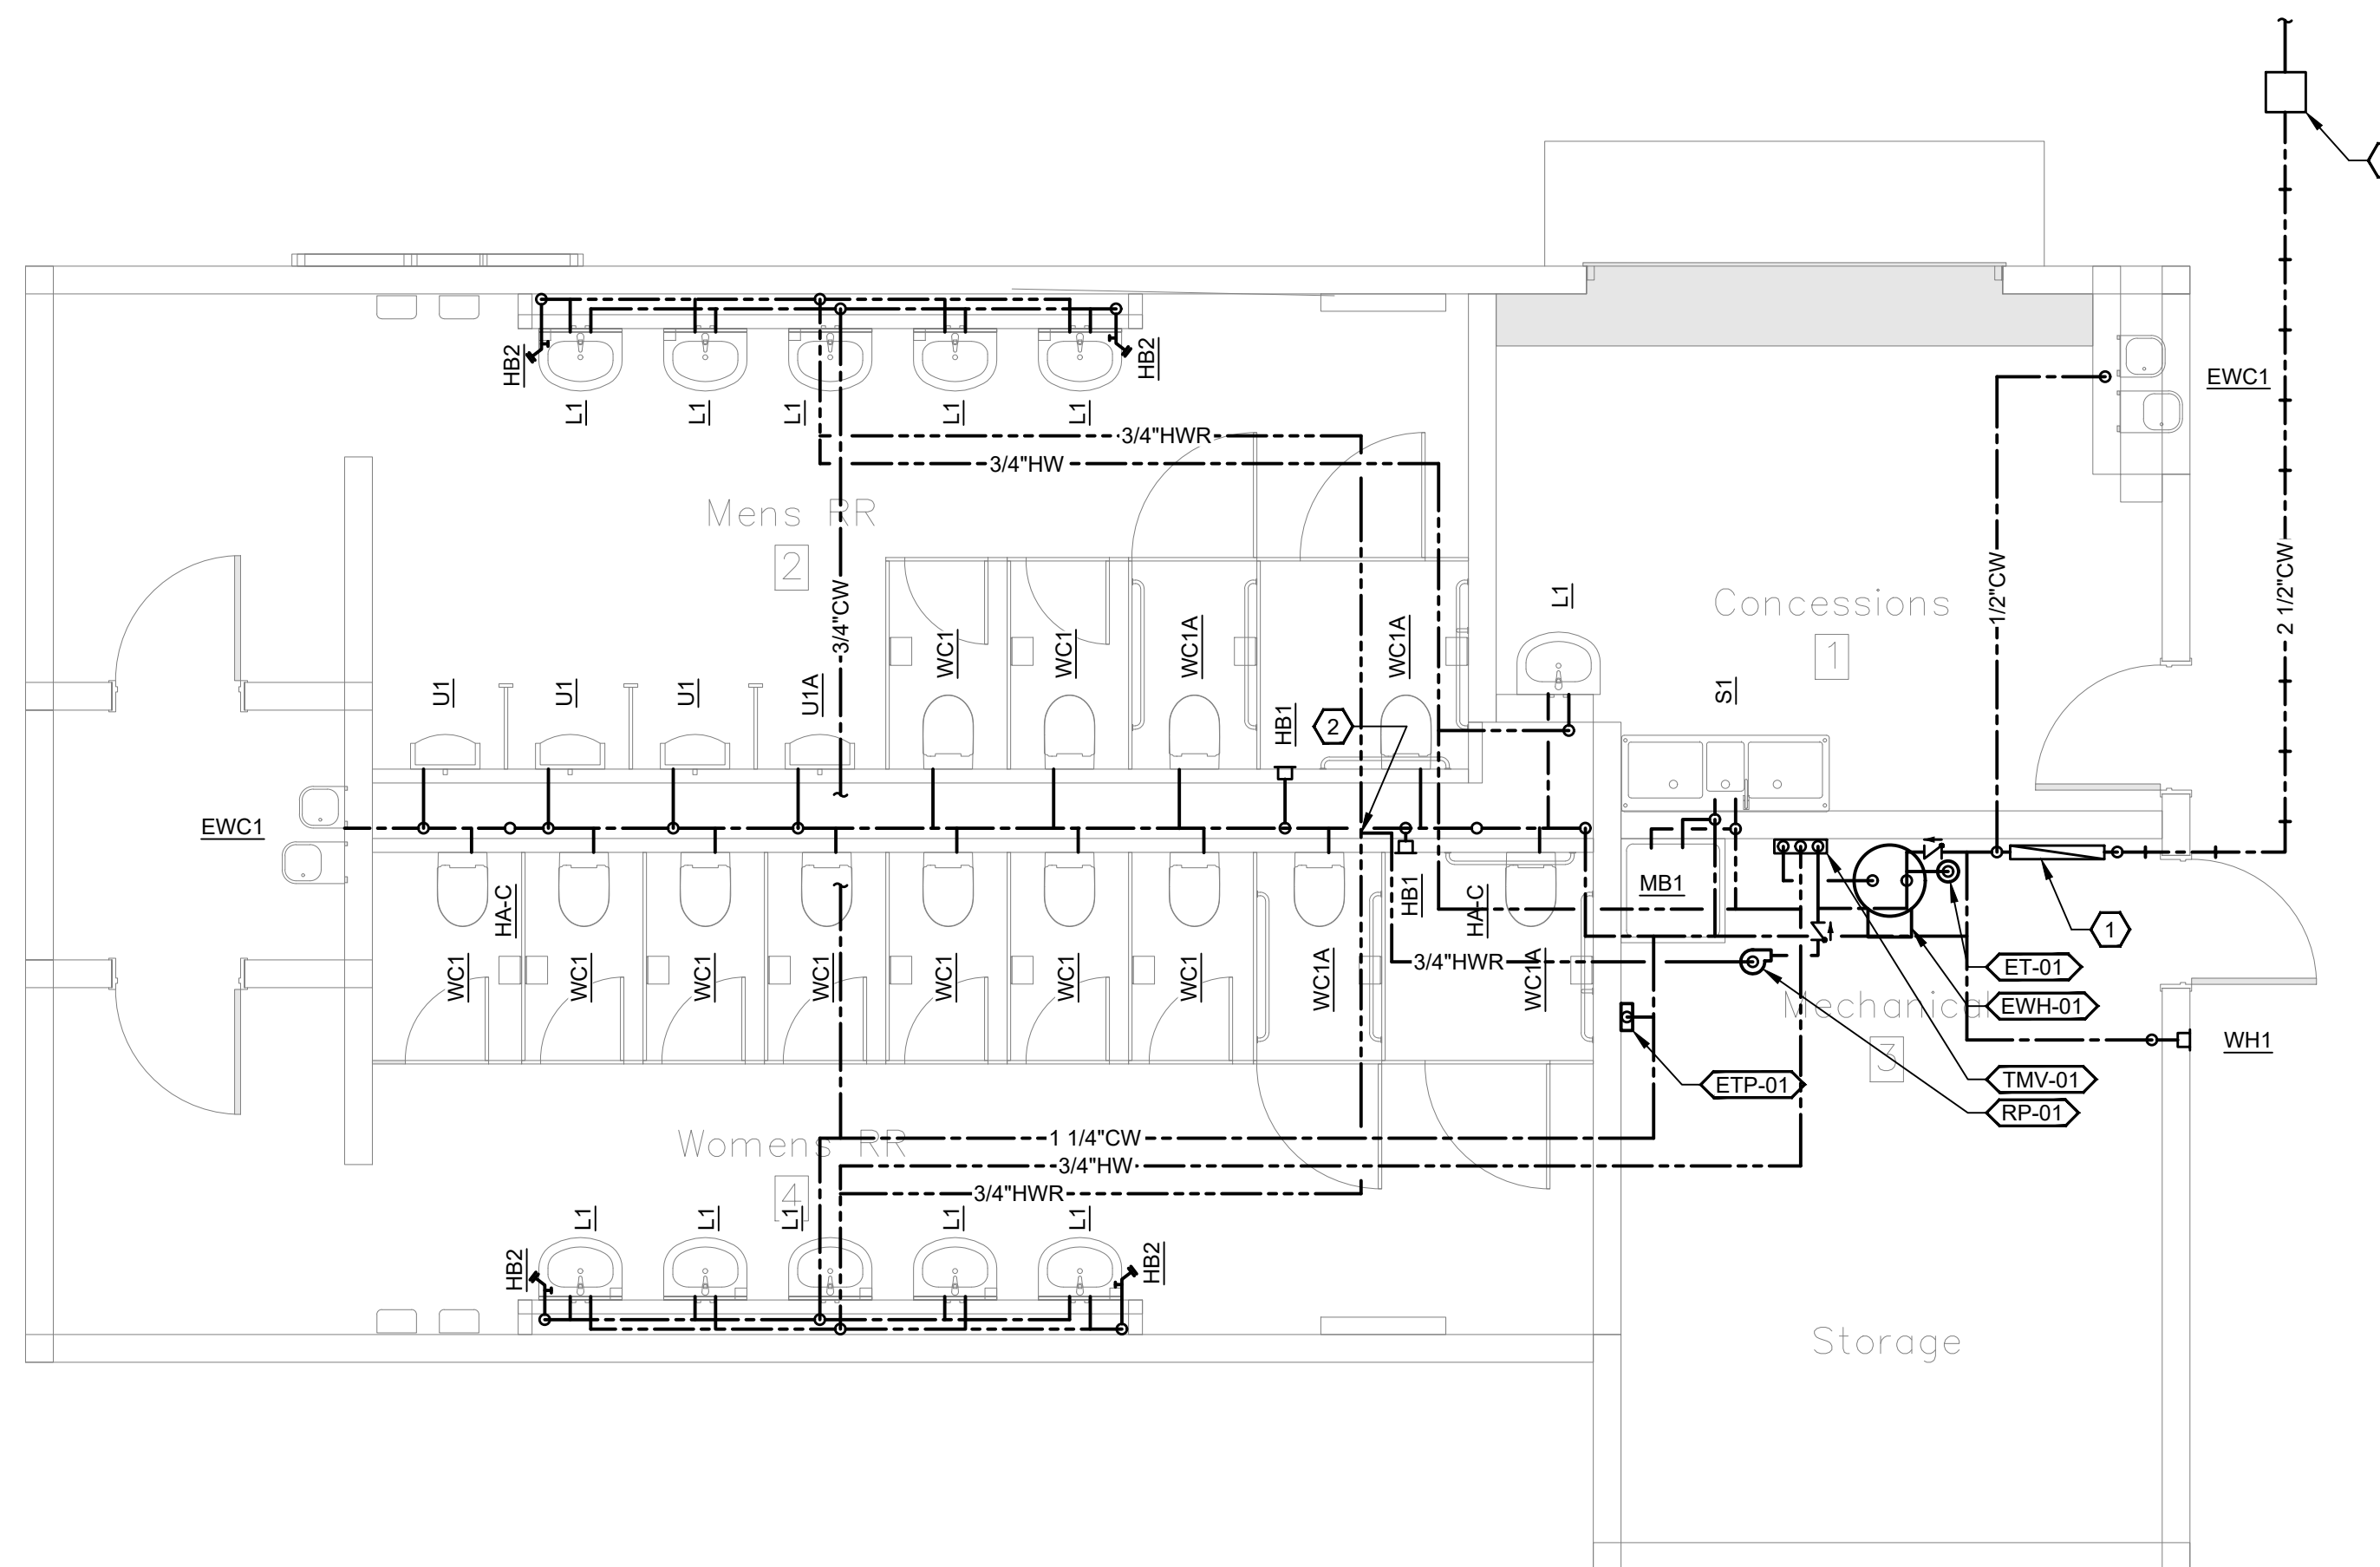 HB2
HB2
L1
L1
L1
L1
L1
EWC1
3/4"HWR
3/4"HW
Mens RR
2
3/4"CW
1/2"CW
2 1/2"CW
Concessions
1
L1
WC1
WC1
WC1A
WC1A
U1
U1
U1
U1A
S1
HB1
2
EWC1
MB1
HA-C
HB1
HA-C
1
WC1
WC1
WC1
WC1
WC1
WC1
WC1
WC1A
WC1A
3/4"HWR
ET-01
EWH-01
Mechanical
3
WH1
ETP-01
TMV-01
RP-01
1 1/4"CW
Womens RR
3/4"HW
4
3/4"HWR
L1
L1
L1
L1
L1
HB2
HB2
Storage